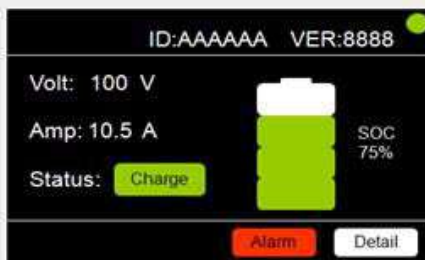 ID:AAAAAA VER:8888
Volt: 100 V
Amp: 10.5 A
SOC
75%
Status: Charge
Alarm Detail